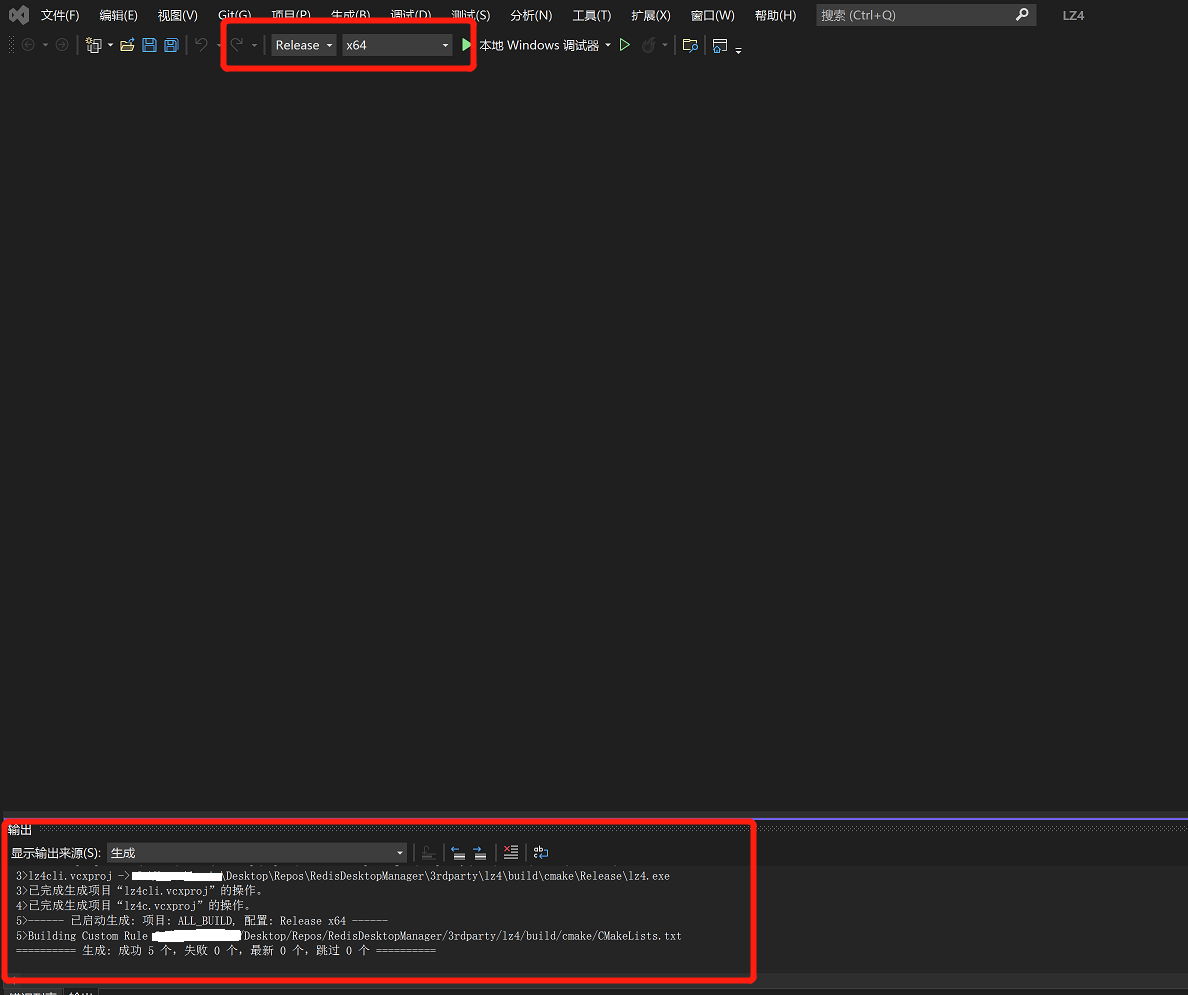 文件(F) 编辑(E) 视图(V) Git(G) 项目(P) 生成(B) 调试(D) 测试(S) 分析(N) 工具(T) 扩展(X) 窗口(W) 帮助(H) 搜索 (Ctrl+Q) LZ4
Release x64 本地 Windows 调试器
输出
显示输出来源(S): 生成
3>lz4cli.vcxproj -> \Desktop\Repos\RedisDesktopManager\3rdparty\lz4\build\cmake\Release\lz4.exe
3>已完成生成项目“lz4cli.vcxproj”的操作。
4>已完成生成项目“lz4c.vcxproj”的操作。
5>------ 已启动生成: 项目: ALL_BUILD, 配置: Release x64 ------
5>Building Custom Rule /Desktop/Repos/RedisDesktopManager/3rdparty/lz4/build/cmake/CMakeLists.txt
========== 生成: 成功 5 个，失败 0 个，最新 0 个，跳过 0 个 ==========
错误列表 输出